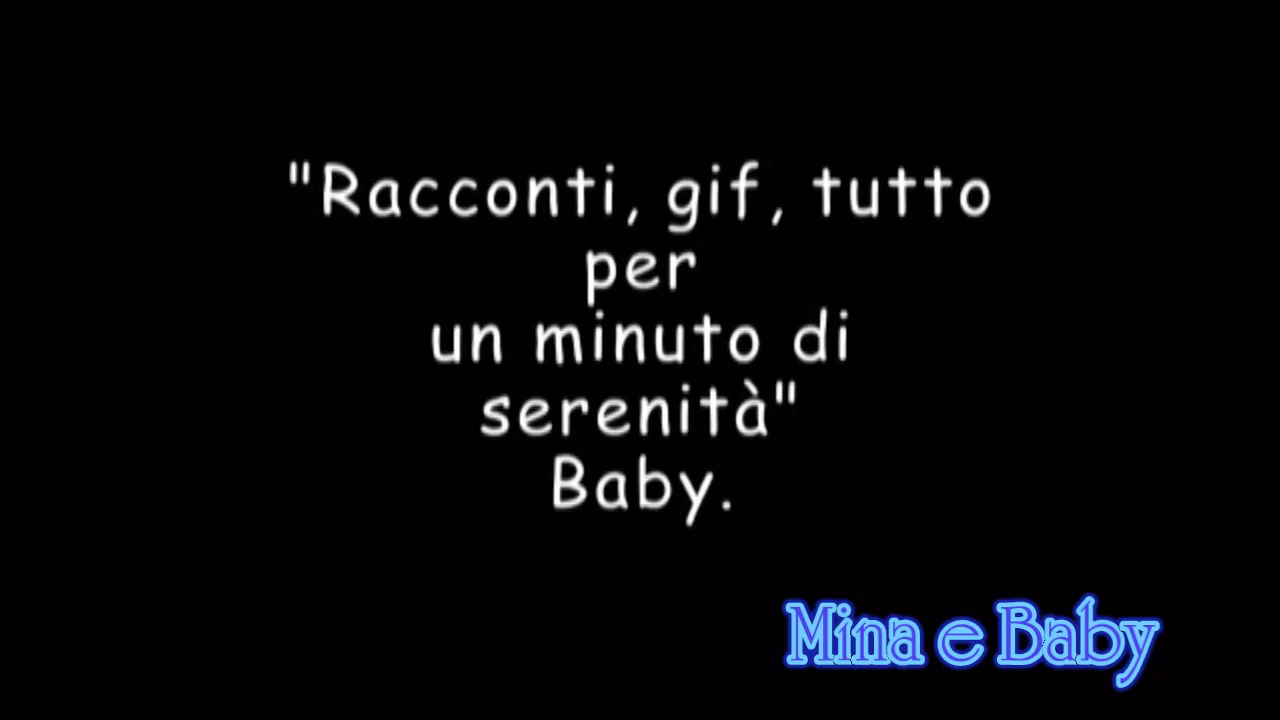 "Racconti, gif, tutto
per
un minuto di
serenità"
Baby.
Mina e Baby